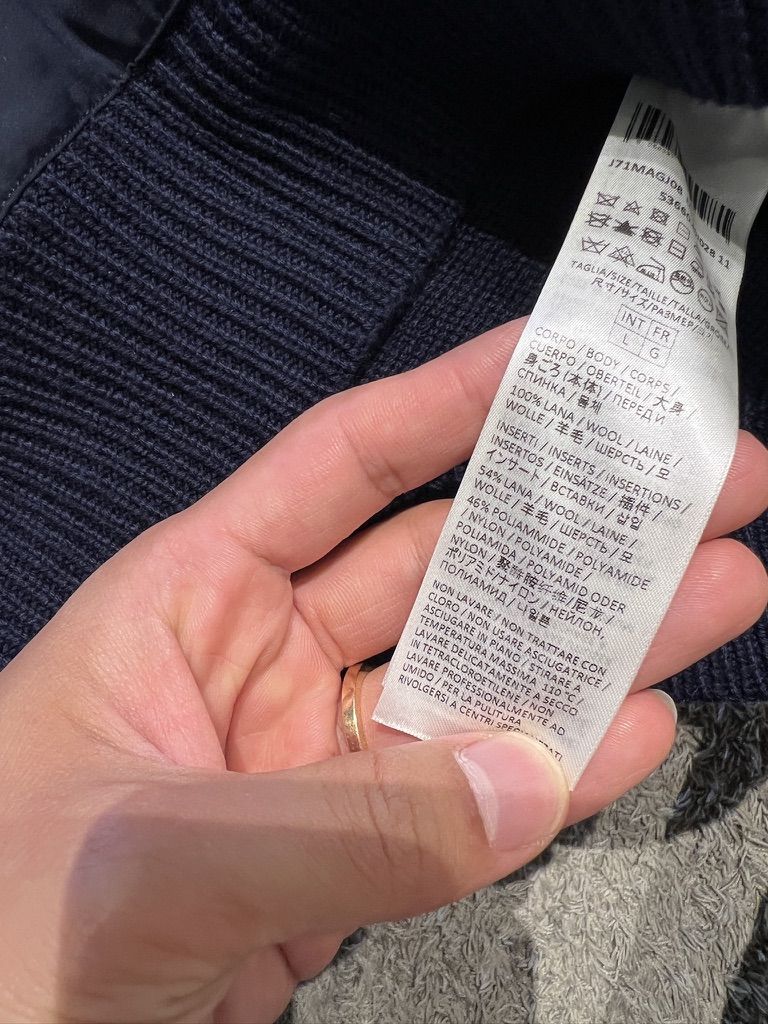 J71MAGJ08
028 11
TAGLIA/SIZE/TAILLE/TALLA/
尺寸/サイズ/РАЗМЕР/
INT FR
L G
CORPO / BODY / CORPS /
CUERPO / OBERTEIL / 大身 /
身ごろ(本体) / ПЕРЕД И
СПИНКА / 몸체
100% LANA / WOOL / LAINE /
WOLLE / 羊毛 / ШЕРСТЬ / 모
INSERTI / INSERTS / INSERTIONS /
INSERTOS / EINSÄTZE / 插件 /
インサート / ВСТАВКИ / 삽입
54% LANA / WOOL / LAINE /
WOLLE / 羊毛 / ШЕРСТЬ / 모
46% POLIAMMIDE / POLYAMIDE
/ NYLON / POLYAMIDE /
POLIAMIDA / POLYAMID ODER
NYLON / 聚酰胺纤维/尼龙 /
ポリアミド/ナイロン / НЕЙЛОН,
ПОЛИАМИД / 나일론
NON LAVARE / NON TRATTARE CON
CLORO / NON USARE ASCIUGATRICE /
ASCIUGARE IN PIANO / STIRARE A
TEMPERATURA MASSIMA 110 °C /
LAVARE DELICATAMENTE A SECCO
IN TETRACLOROETILENE / NON
LAVARE PROFESSIONALMENTE AD
UMIDO / PER LA PULITURA
RIVOLGERSI A CENTRI